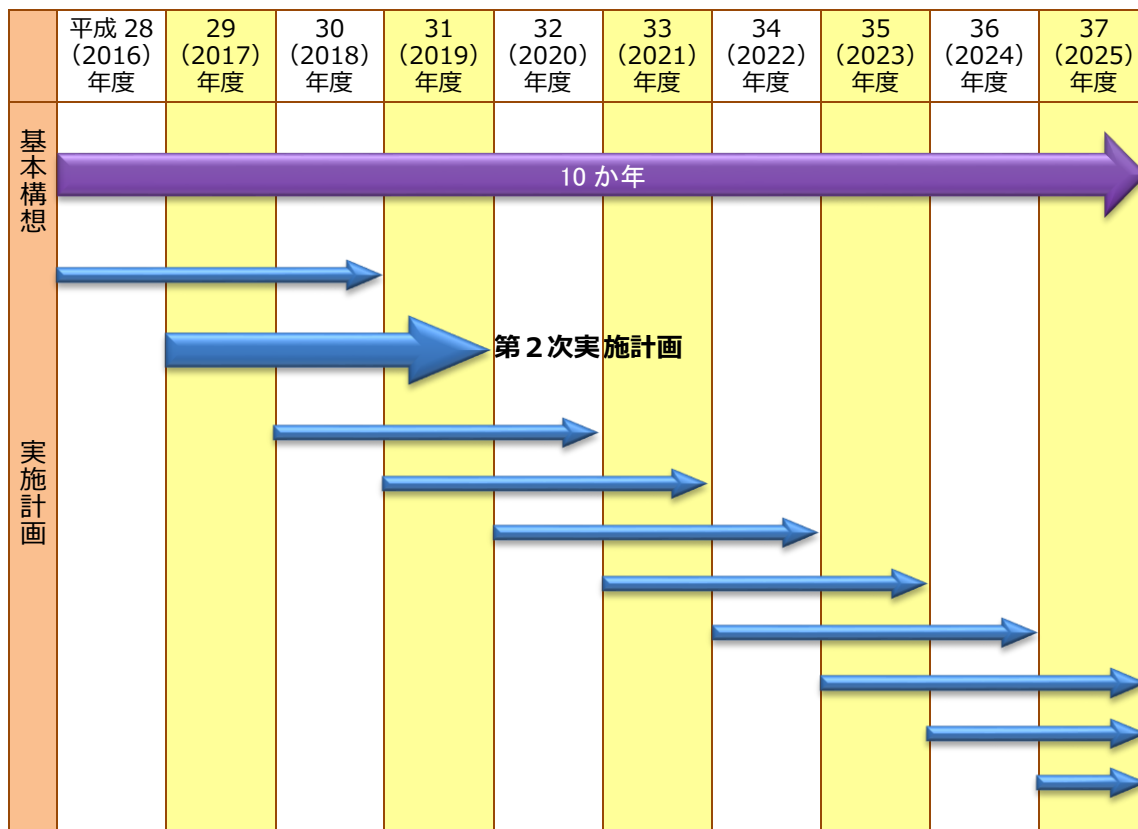 平成 28
(2016)
年度
29
(2017)
年度
30
(2018)
年度
31
(2019)
年度
32
(2020)
年度
33
(2021)
年度
34
(2022)
年度
35
(2023)
年度
36
(2024)
年度
37
(2025)
年度
基本構想
10 か年
第2次実施計画
実施計画